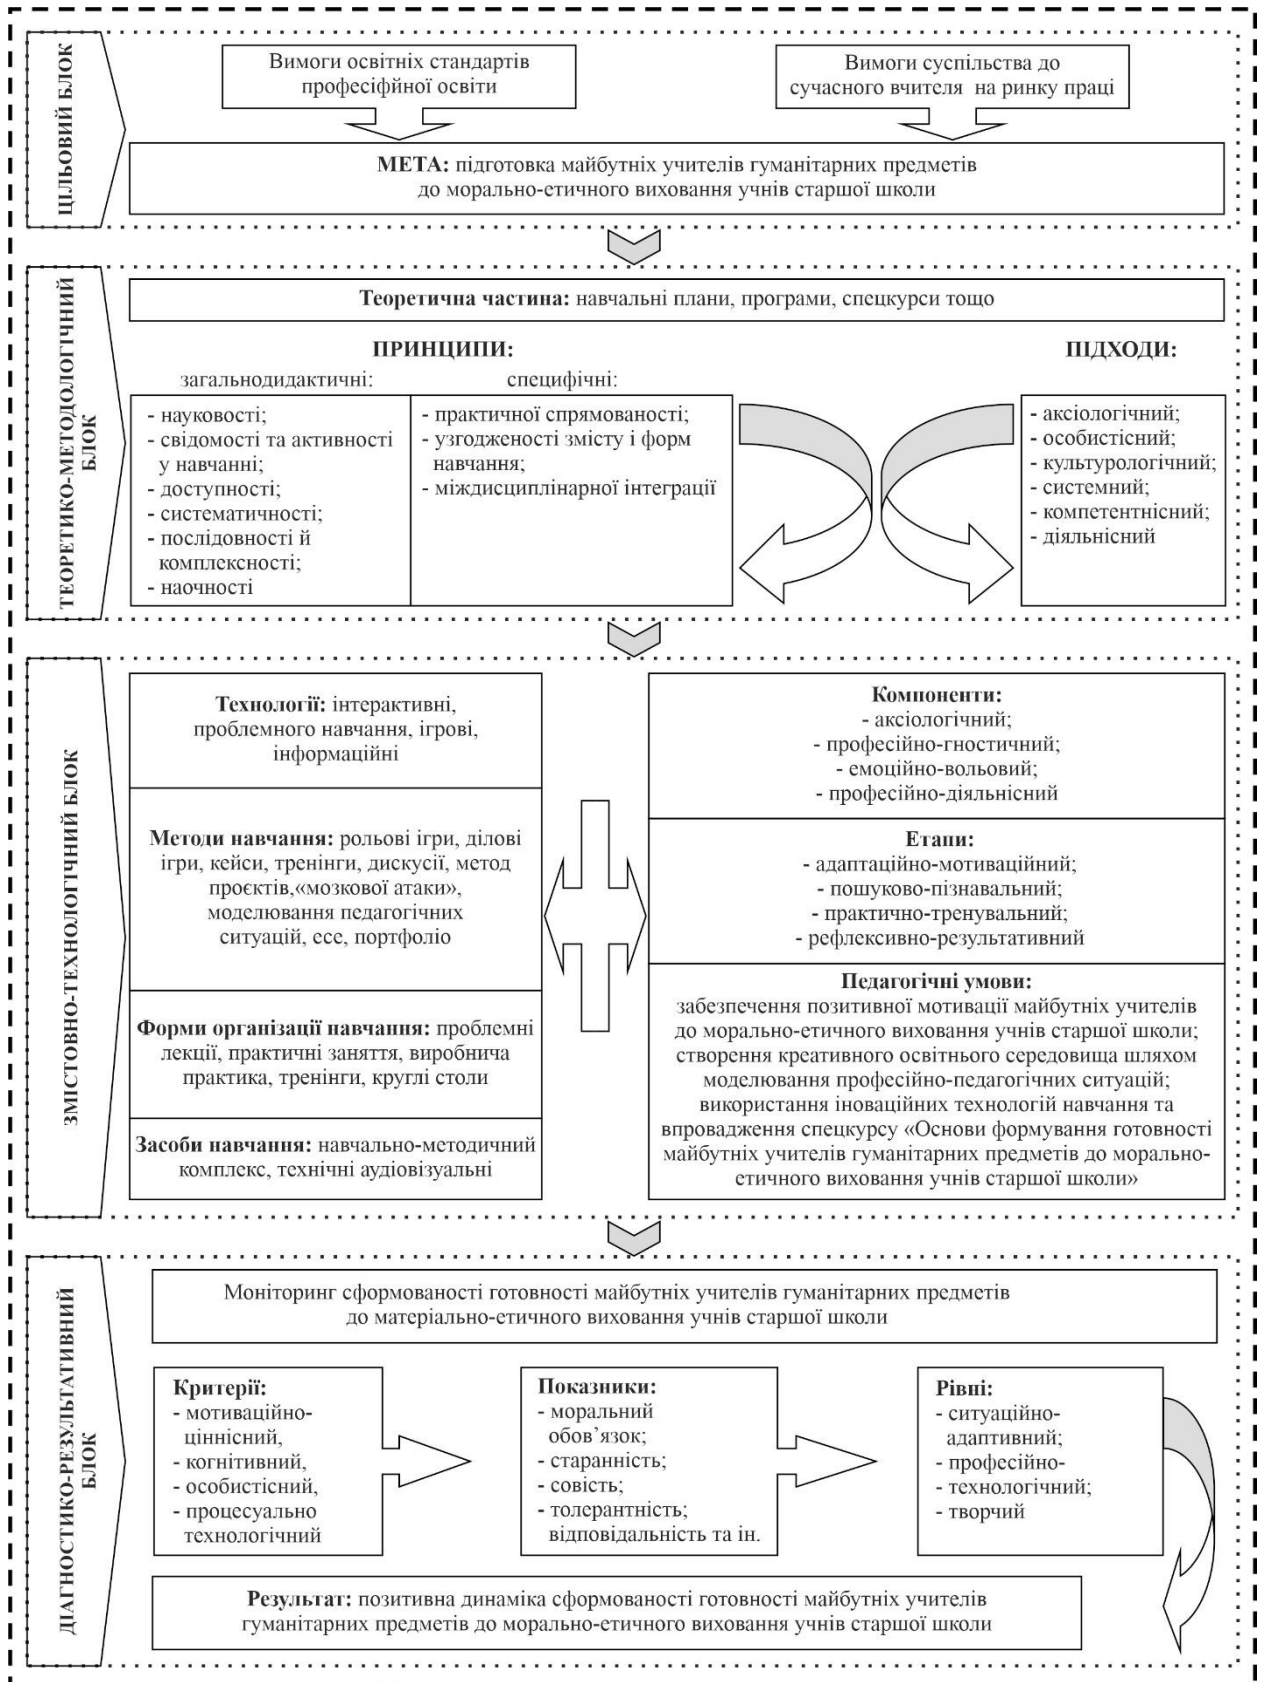 ЦІЛЬОВИЙ БЛОК
Вимоги освітніх стандартів
професіфйної освіти
Вимоги суспільства до
сучасного вчителя на ринку праці
МЕТА: підготовка майбутніх учителів гуманітарних предметів
до морально-етичного виховання учнів старшої школи
ТЕОРЕТИКО-МЕТОДОЛОГІЧНИЙ
БЛОК
Теоретична частина: навчальні плани, програми, спецкурси тощо
ПРИНЦИПИ:
загальнодидактичні:
- науковості;
- свідомості та активності
у навчанні;
- доступності;
- систематичності;
- послідовності й
комплексності;
- наочності
специфічні:
- практичної спрямованості;
- узгодженості змісту і форм
навчання;
- міждисциплінарної інтеграції
ПІДХОДИ:
- аксіологічний;
- особистісний;
- культурологічний;
- системний;
- компетентнісний;
- діяльнісний
ЗМІСТОВНО-ТЕХНОЛОГІЧНИЙ БЛОК
Технології: інтерактивні,
проблемного навчання, ігрові,
інформаційні
Методи навчання: рольові ігри, ділові
ігри, кейси, тренінги, дискусії, метод
проєктів,«мозкової атаки»,
моделювання педагогічних
ситуацій, есе, портфоліо
Форми організації навчання: проблемні
лекції, практичні заняття, виробнича
практика, тренінги, круглі столи
Засоби навчання: навчально-методичний
комплекс, технічні аудіовізуальні
Компоненти:
- аксіологічний;
- професійно-гностичний;
- емоційно-вольовий;
- професійно-діяльнісний
Етапи:
- адаптаційно-мотиваційний;
- пошуково-пізнавальний;
- практично-тренувальний;
- рефлексивно-результативний
Педагогічні умови:
забезпечення позитивної мотивації майбутніх учителів
до морально-етичного виховання учнів старшої школи;
створення креативного освітнього середовища шляхом
моделювання професійно-педагогічних ситуацій;
використання іноваційних технологій навчання та
впровадження спецкурсу «Основи формування готовності
майбутніх учителів гуманітарних предметів до морально-
етичного виховання учнів старшої школи»
ДІАГНОСТИКО-РЕЗУЛЬТАТИВНИЙ
БЛОК
Моніторинг сформованості готовності майбутніх учителів гуманітарних предметів
до матеріально-етичного виховання учнів старшої школи
Критерії:
- мотиваційно-
ціннісний,
- когнітивний,
- особистісний,
- процесуально
технологічний
Показники:
- моральний
обов’язок;
- старанність;
- совість;
- толерантність;
відповідальність та ін.
Рівні:
- ситуаційно-
адаптивний;
- професійно-
- технологічний;
- творчий
Результат: позитивна динаміка сформованості готовності майбутніх учителів
гуманітарних предметів до морально-етичного виховання учнів старшої школи